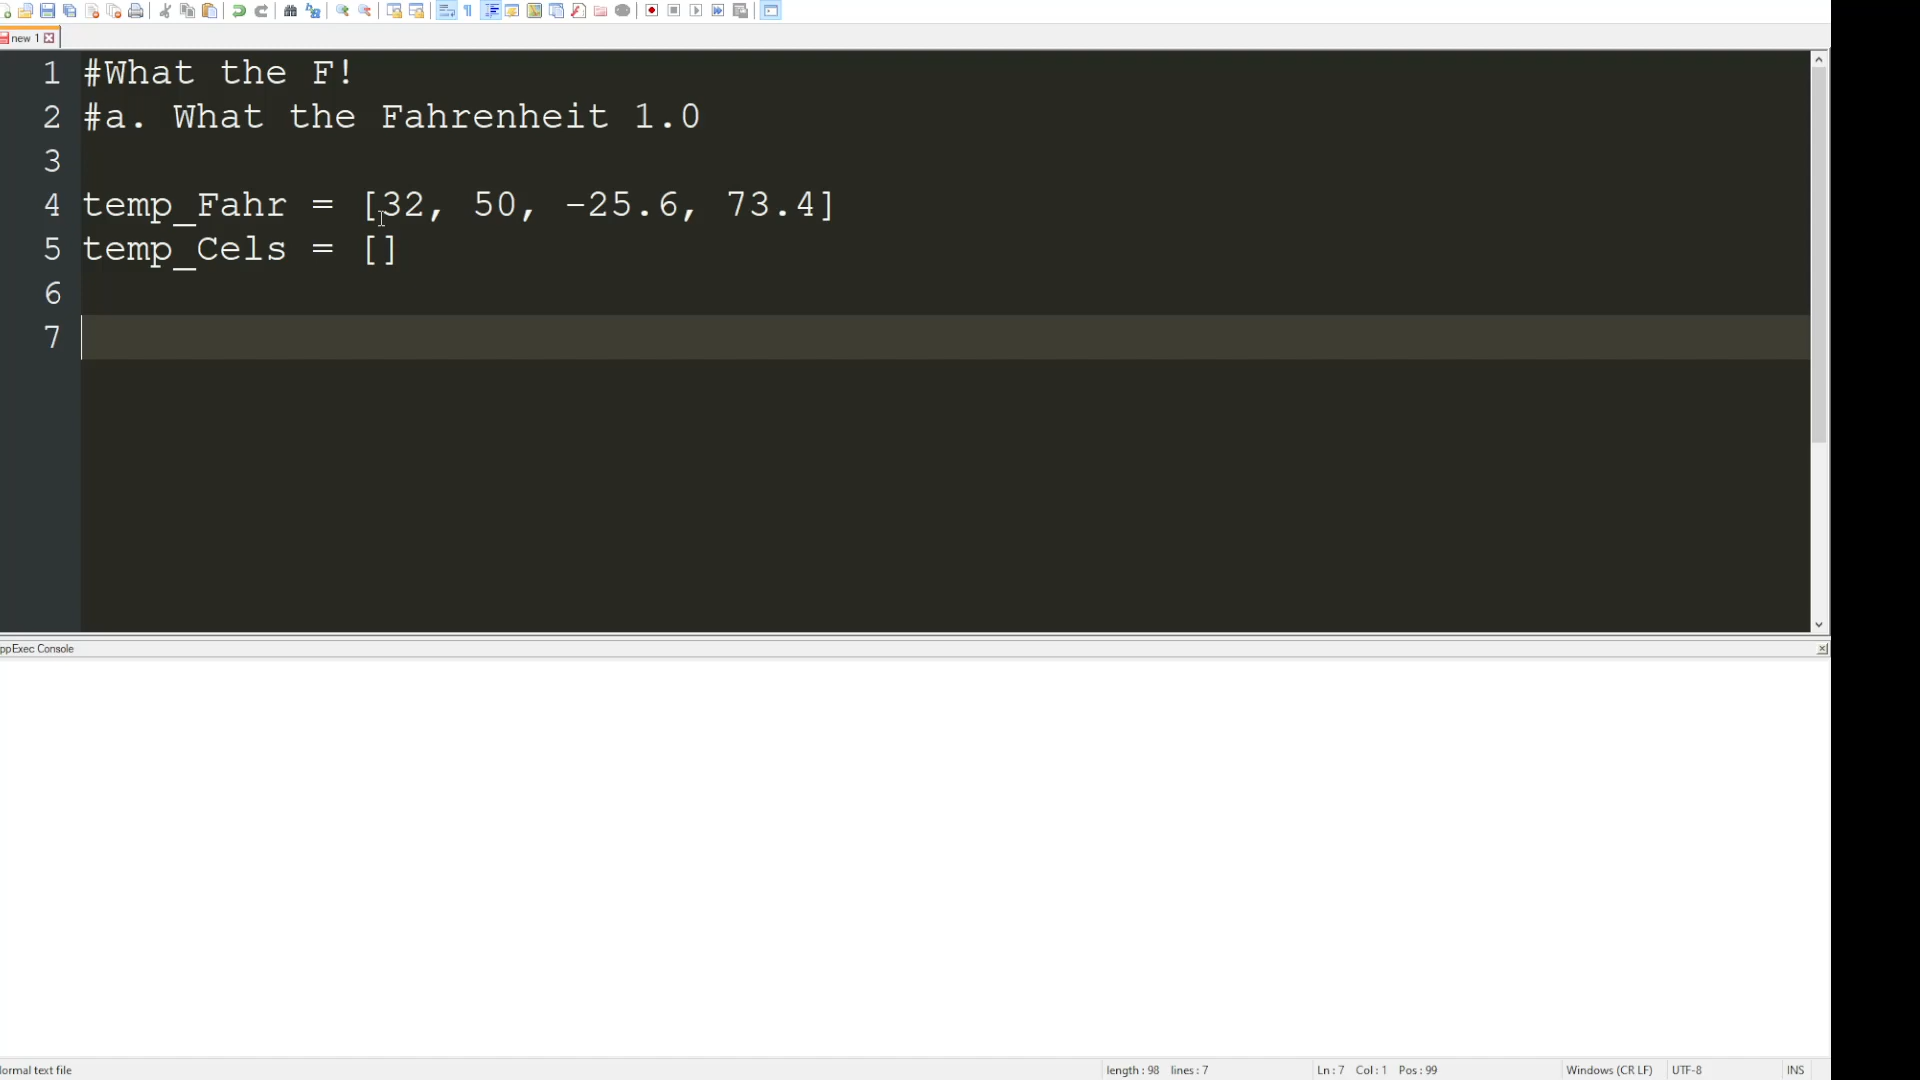 new 1
1 #What the F!
2 #a. What the Fahrenheit 1.0
3
4 temp_Fahr = [32, 50, -25.6, 73.4]
5 temp_Cels = []
6
7
ppExec Console
ormal text file length : 98 lines : 7 Ln : 7 Col : 1 Pos : 99 Windows (CR LF) UTF-8 INS